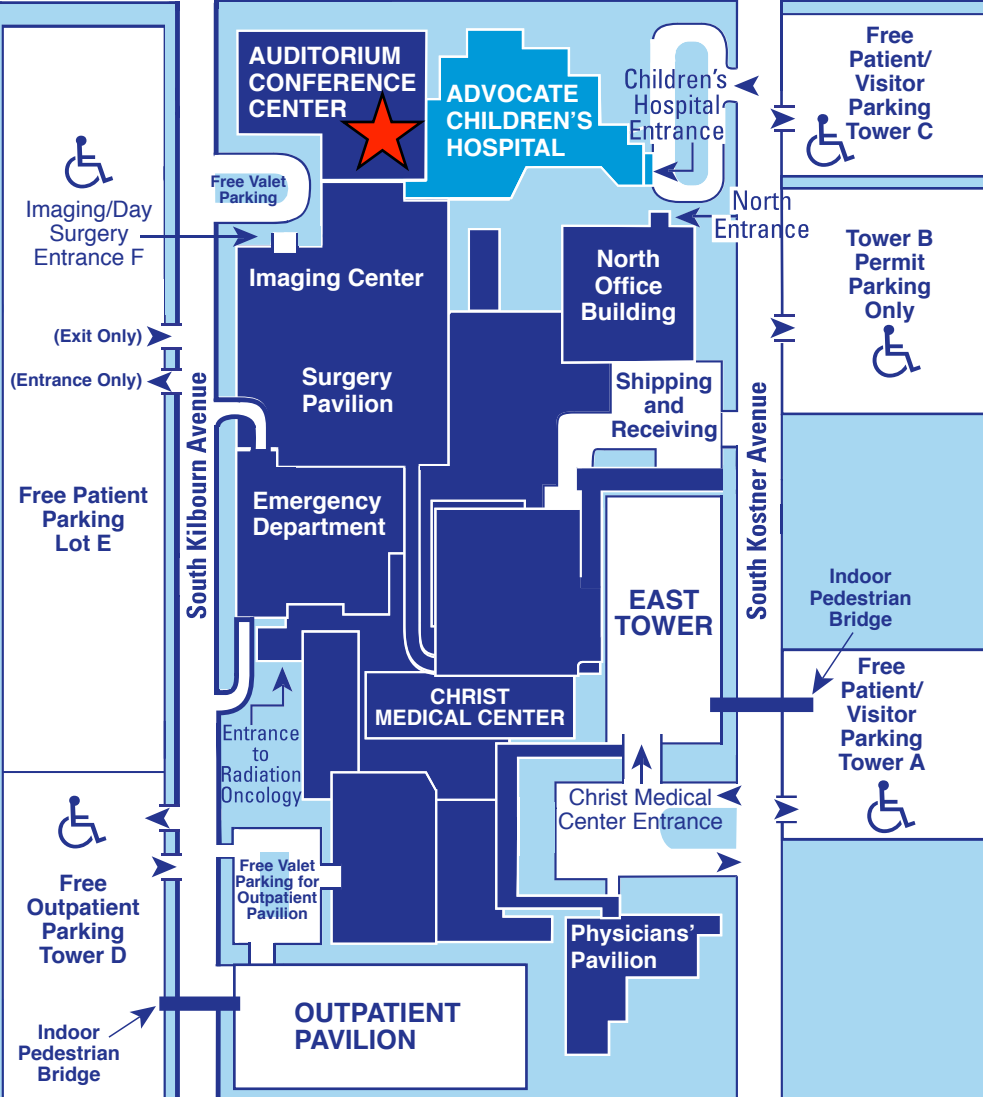 AUDITORIUM
CONFERENCE
CENTER
ADVOCATE
CHILDREN'S
HOSPITAL
Children's
Hospital
Entrance
Free
Patient/
Visitor
Parking
Tower C
Free Valet
Parking
Imaging/Day
Surgery
Entrance F
North
Entrance
Imaging Center
North
Office
Building
Tower B
Permit
Parking
Only
(Exit Only)
(Entrance Only)
Surgery
Pavilion
Shipping
and
Receiving
South Kilbourn Avenue
South Kostner Avenue
Free Patient
Parking
Lot E
Emergency
Department
EAST
TOWER
Indoor
Pedestrian
Bridge
Free
Patient/
Visitor
Parking
Tower A
CHRIST
MEDICAL CENTER
Entrance
to
Radiation
Oncology
Christ Medical
Center Entrance
Free Valet
Parking for
Outpatient
Pavilion
Free
Outpatient
Parking
Tower D
Physicians'
Pavilion
OUTPATIENT
PAVILION
Indoor
Pedestrian
Bridge